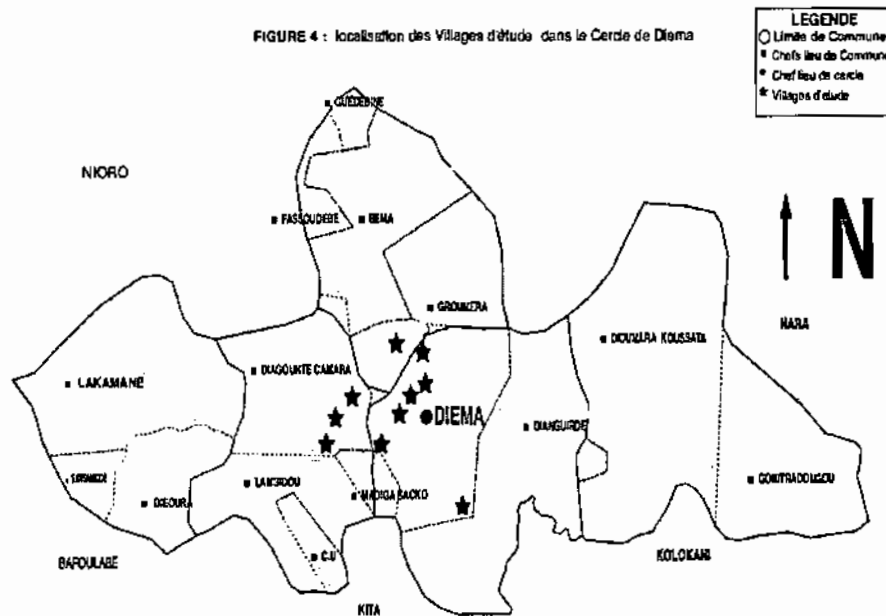 FIGURE 4 : localisation des Villages d'étude dans le Cercle de Diema
LEGENDE
Limite de Commune
Chefs lieu de Commune
Chef lieu de cercle
Villages d'étude
GUEDEBINE
NIORO
FASSOUDEBE
BEMA
N
GROUMERA
NARA
DIOUMARA KOUSSATA
DIAGOUNTE CAMARA
LAKAMANE
DIEMA
DIANGUIRDE
GOMITRADOUGOU
MADIGA SACKO
DIEOURA
C.U
BAFOULABE
KOLOKANI
KITA